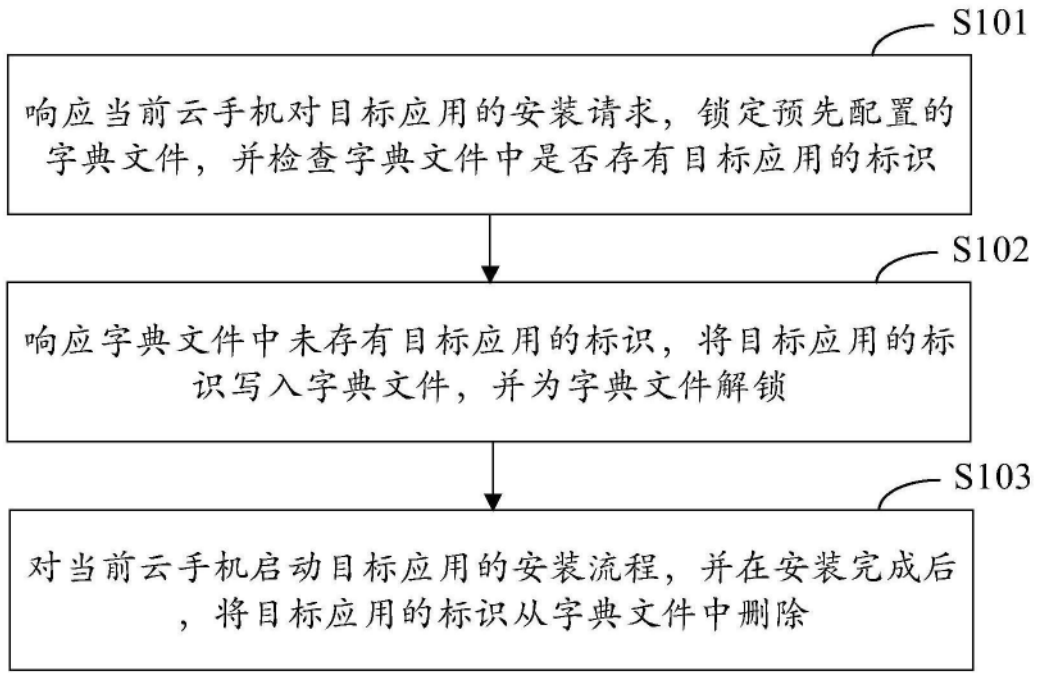 S101
响应当前云手机对目标应用的安装请求，锁定预先配置的
字典文件，并检查字典文件中是否存有目标应用的标识
S102
响应字典文件中未存有目标应用的标识，将目标应用的标
识写入字典文件，并为字典文件解锁
S103
对当前云手机启动目标应用的安装流程，并在安装完成后
，将目标应用的标识从字典文件中删除